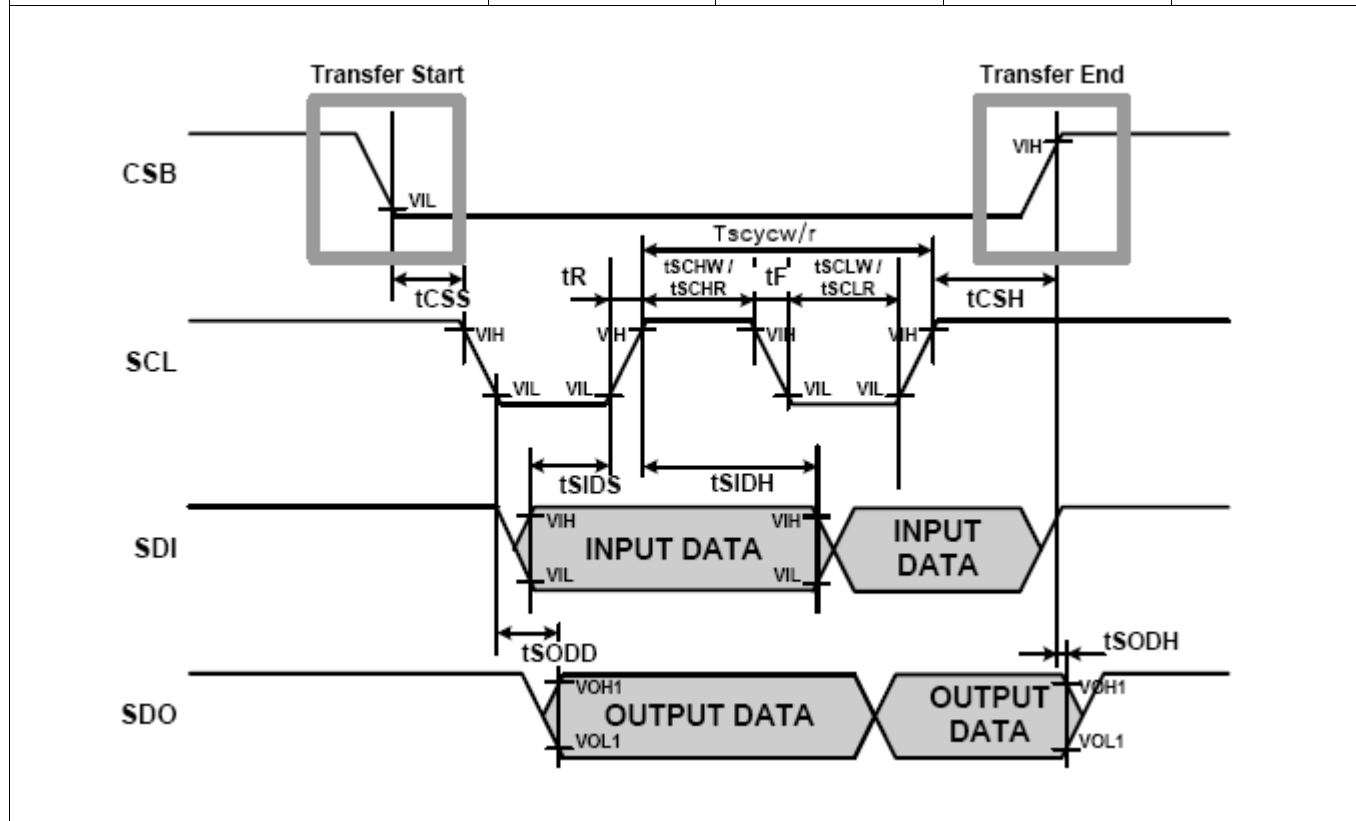 Transfer Start
Transfer End
CSB
VIL
VIH
Tscycw/r
tCSS
tR
tSCHW /
tSCHR
tF
tSCLW /
tSCLR
tCSH
SCL
VIH
VIH
VIH
VIH
VIL
VIL
VIL
VIL
tSIDS
tSIDH
SDI
VIH
VIL
INPUT DATA
VIH
VIL
INPUT
DATA
tSODD
tSODH
SDO
VOH1
VOL1
OUTPUT DATA
OUTPUT
DATA
VOH1
VOL1